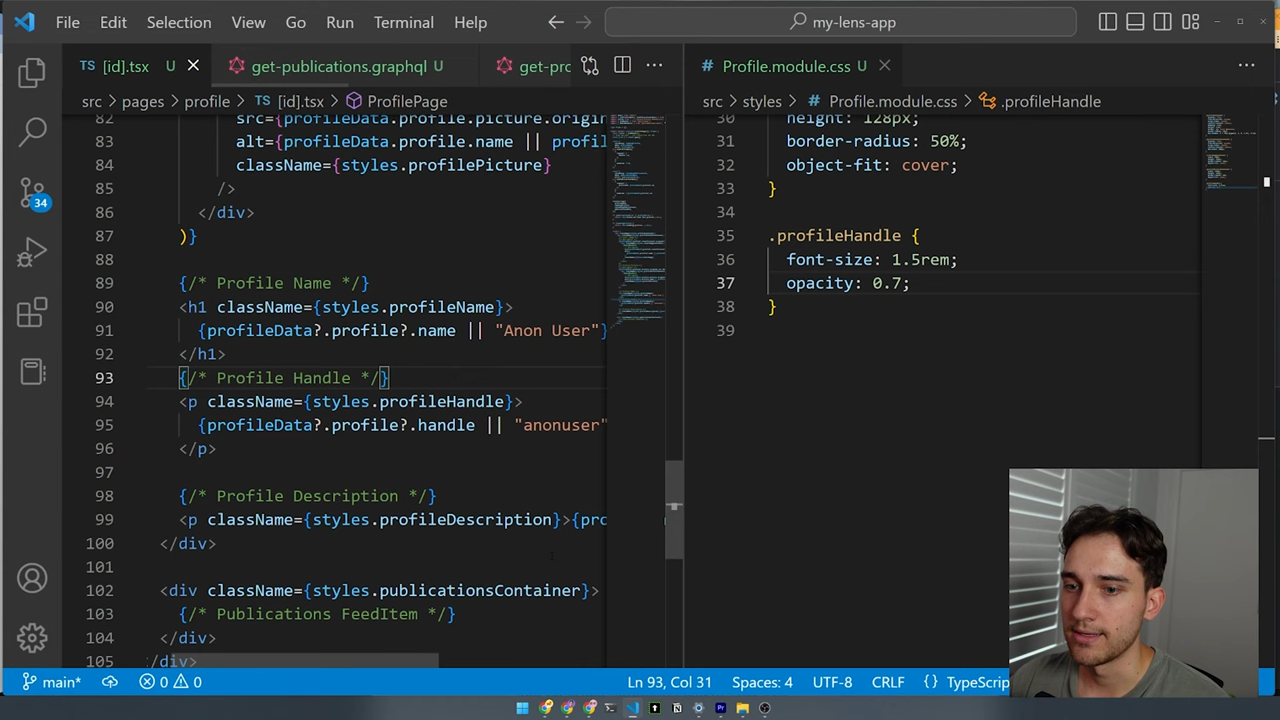 File Edit Selection View Go Run Terminal Help
my-lens-app
TS [id].tsx U
get-publications.graphql U
get-pro
# Profile.module.css U
src > pages > profile > TS [id].tsx > ProfilePage
src > styles > # Profile.module.css > .profileHandle
82 src={profileData.profile.picture.origin
83 alt={profileData.profile.name || profil
84 className={styles.profilePicture}
85 />
86 </div>
87 )}
88
89 {/* Profile Name */}
90 <h1 className={styles.profileName}>
91 {profileData?.profile?.name || "Anon User"}
92 </h1>
93 {/* Profile Handle */}
94 <p className={styles.profileHandle}>
95 {profileData?.profile?.handle || "anonuser"
96 </p>
97
98 {/* Profile Description */}
99 <p className={styles.profileDescription}>{pro
100 </div>
101
102 <div className={styles.publicationsContainer}>
103 {/* Publications FeedItem */}
104 </div>
105 /div>
30 height: 128px;
31 border-radius: 50%;
32 object-fit: cover;
33 }
34
35 .profileHandle {
36 font-size: 1.5rem;
37 opacity: 0.7;
38 }
39
34
main* 0 0 Ln 93, Col 31 Spaces: 4 UTF-8 CRLF {} TypeScrip